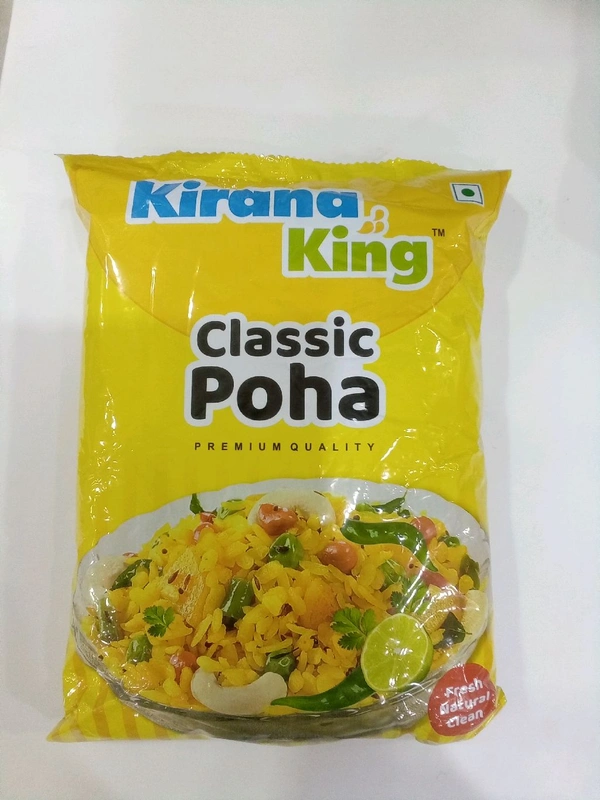 Kirana
King TM
Classic
Poha
PREMIUM QUALITY
Fresh
Natural
Clean